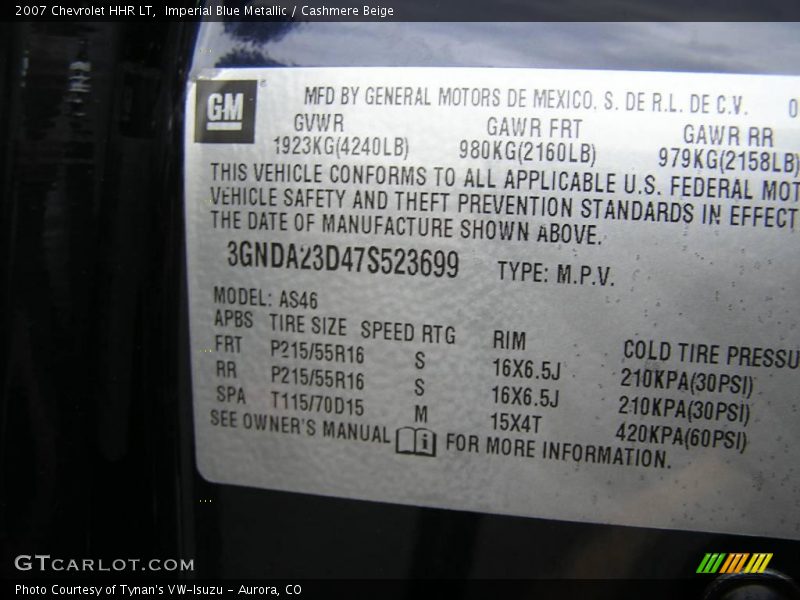 2007 Chevrolet HHR LT, Imperial Blue Metallic / Cashmere Beige
GM
MFD BY GENERAL MOTORS DE MEXICO, S. DE R.L. DE C.V. 0
GVWR GAWR FRT GAWR RR
1923KG(4240LB) 980KG(2160LB) 979KG(2158LB)
THIS VEHICLE CONFORMS TO ALL APPLICABLE U.S. FEDERAL MOT
VEHICLE SAFETY AND THEFT PREVENTION STANDARDS IN EFFECT
THE DATE OF MANUFACTURE SHOWN ABOVE.
3GNDA23D47S523699 TYPE: M.P.V.
MODEL: AS46
APBS TIRE SIZE SPEED RTG RIM COLD TIRE PRESSU
FRT P215/55R16 S 16X6.5J 210KPA(30PSI)
RR P215/55R16 S 16X6.5J 210KPA(30PSI)
SPA T115/70D15 M 15X4T 420KPA(60PSI)
SEE OWNER'S MANUAL i FOR MORE INFORMATION.
GTCARLOT.COM
Photo Courtesy of Tynan's VW-Isuzu - Aurora, CO